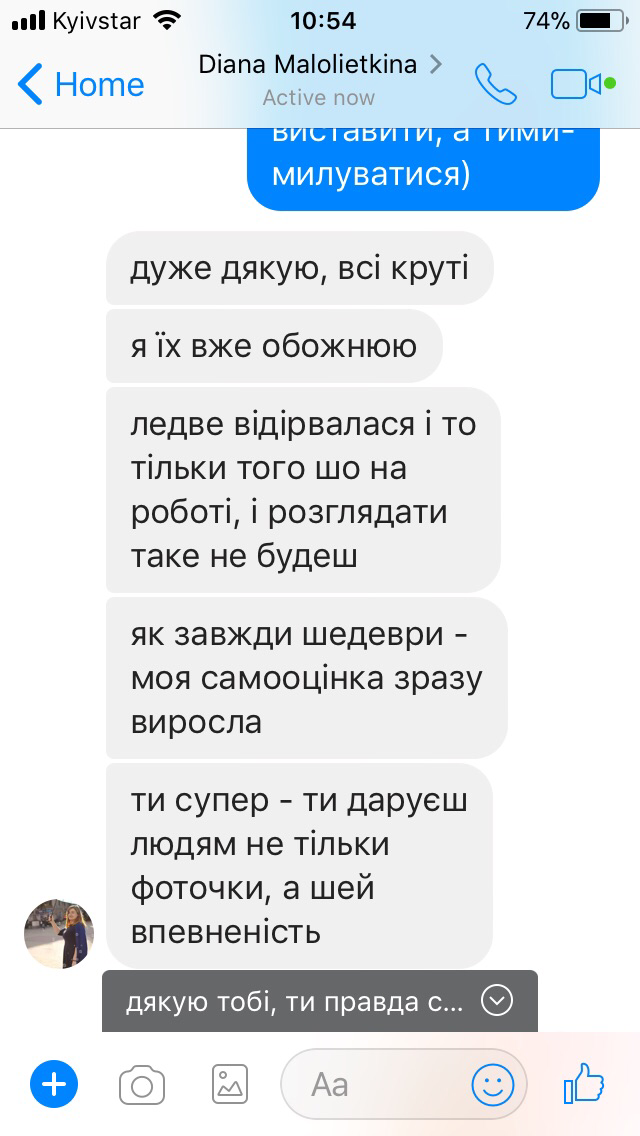 Kyivstar 10:54 74%
Home Diana Malolietkina
Active now
виставити, а тими-
милуватися)
дуже дякую, всі круті
я їх вже обожнюю
ледве відірвалася і то
тільки того шо на
роботі, і розглядати
таке не будеш
як завжди шедеври -
моя самооцінка зразу
виросла
ти супер - ти даруєш
людям не тільки
фоточки, а шей
впевненість
дякую тобі, ти правда с...
Aa